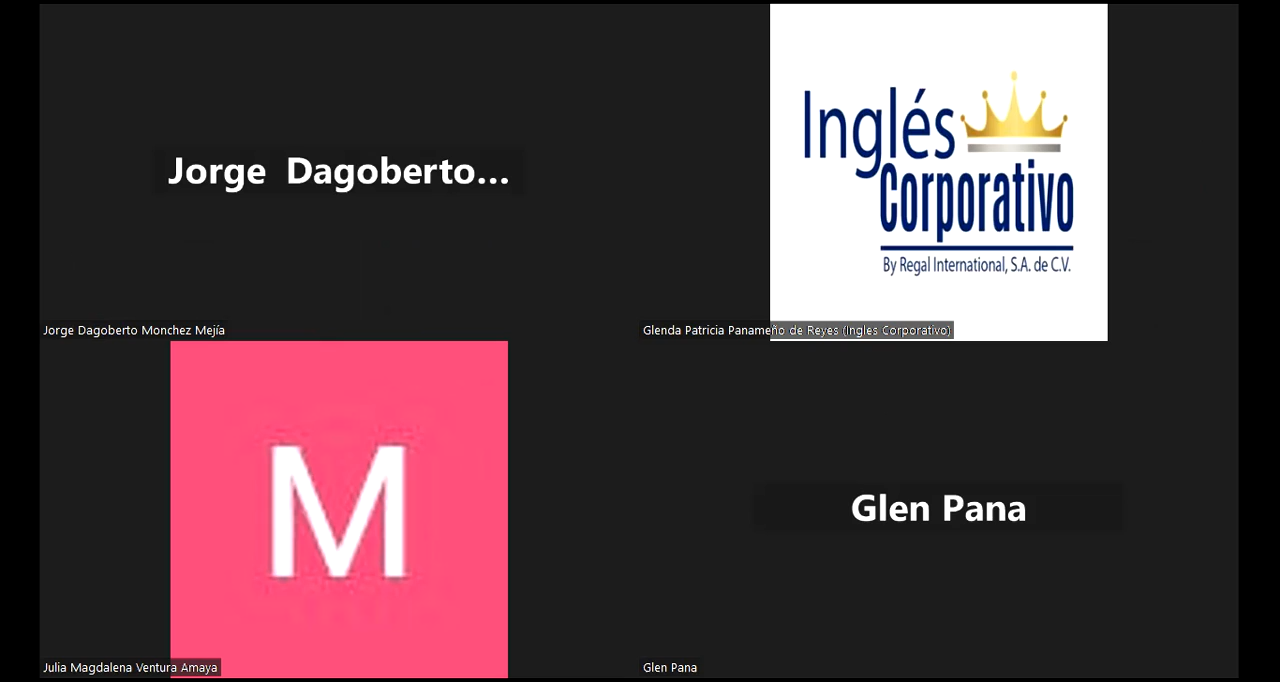 Jorge Dagoberto...
Jorge Dagoberto Monchez Mejía
Inglés
Corporativo
By Regal International, S.A. de C.V.
Glenda Patricia Panameño de Reyes (Ingles Corporativo)
M
Julia Magdalena Ventura Amaya
Glen Pana
Glen Pana